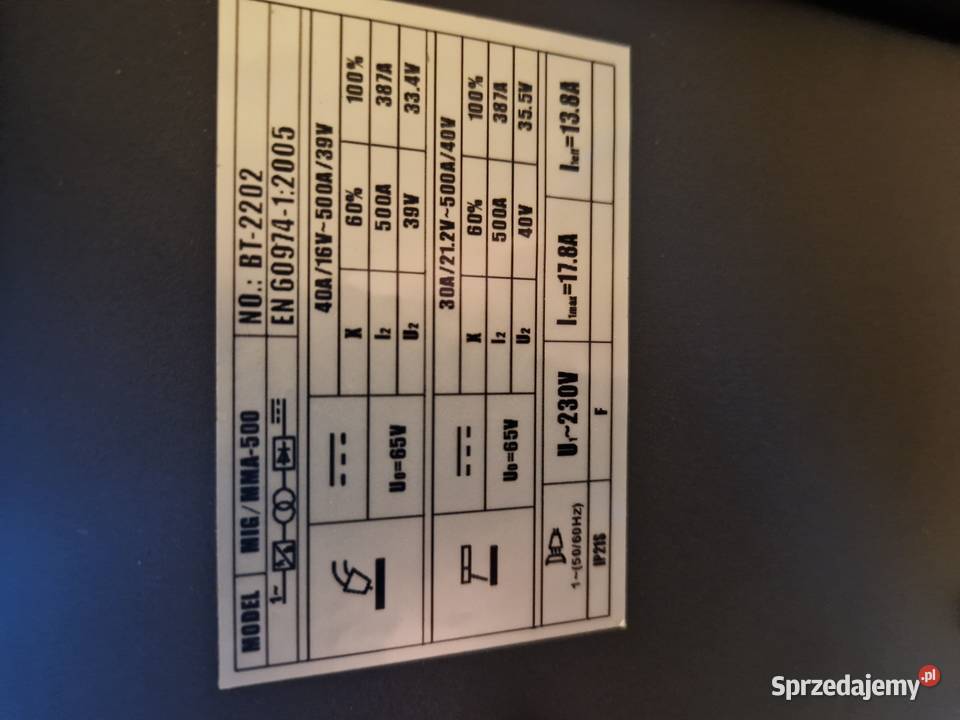 MODEL MIG/MMA-500 NO.: BT-2202
1~ EN 60974-1:2005
40A/16V~500A/39V
X 60% 100%
U₀=65V I₂ 500A 387A
U₂ 39V 33.4V
30A/21.2V~500A/40V
X 60% 100%
U₀=65V I₂ 500A 387A
U₂ 40V 35.5V
1~(50/60Hz) U₁~230V I₁max=17.8A I₁eff=13.8A
IP21S F
Sprzedajemy.pl